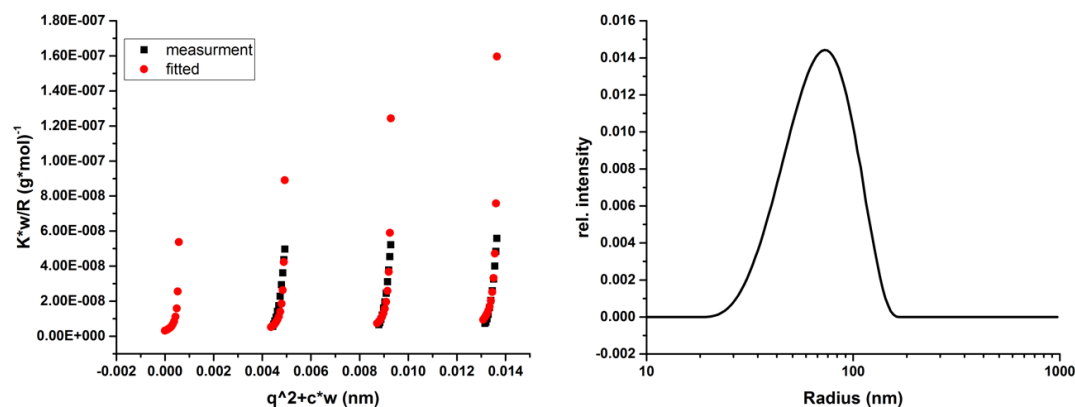 1.80E-007
1.60E-007
1.40E-007
1.20E-007
1.00E-007
8.00E-008
6.00E-008
4.00E-008
2.00E-008
0.00E+000
K*w/R (g*mol)-1
measurment
fitted
-0.002 0.000 0.002 0.004 0.006 0.008 0.010 0.012 0.014
q^2+c*w (nm)
0.016
0.014
0.012
0.010
0.008
0.006
0.004
0.002
0.000
-0.002
rel. intensity
10 100 1000
Radius (nm)